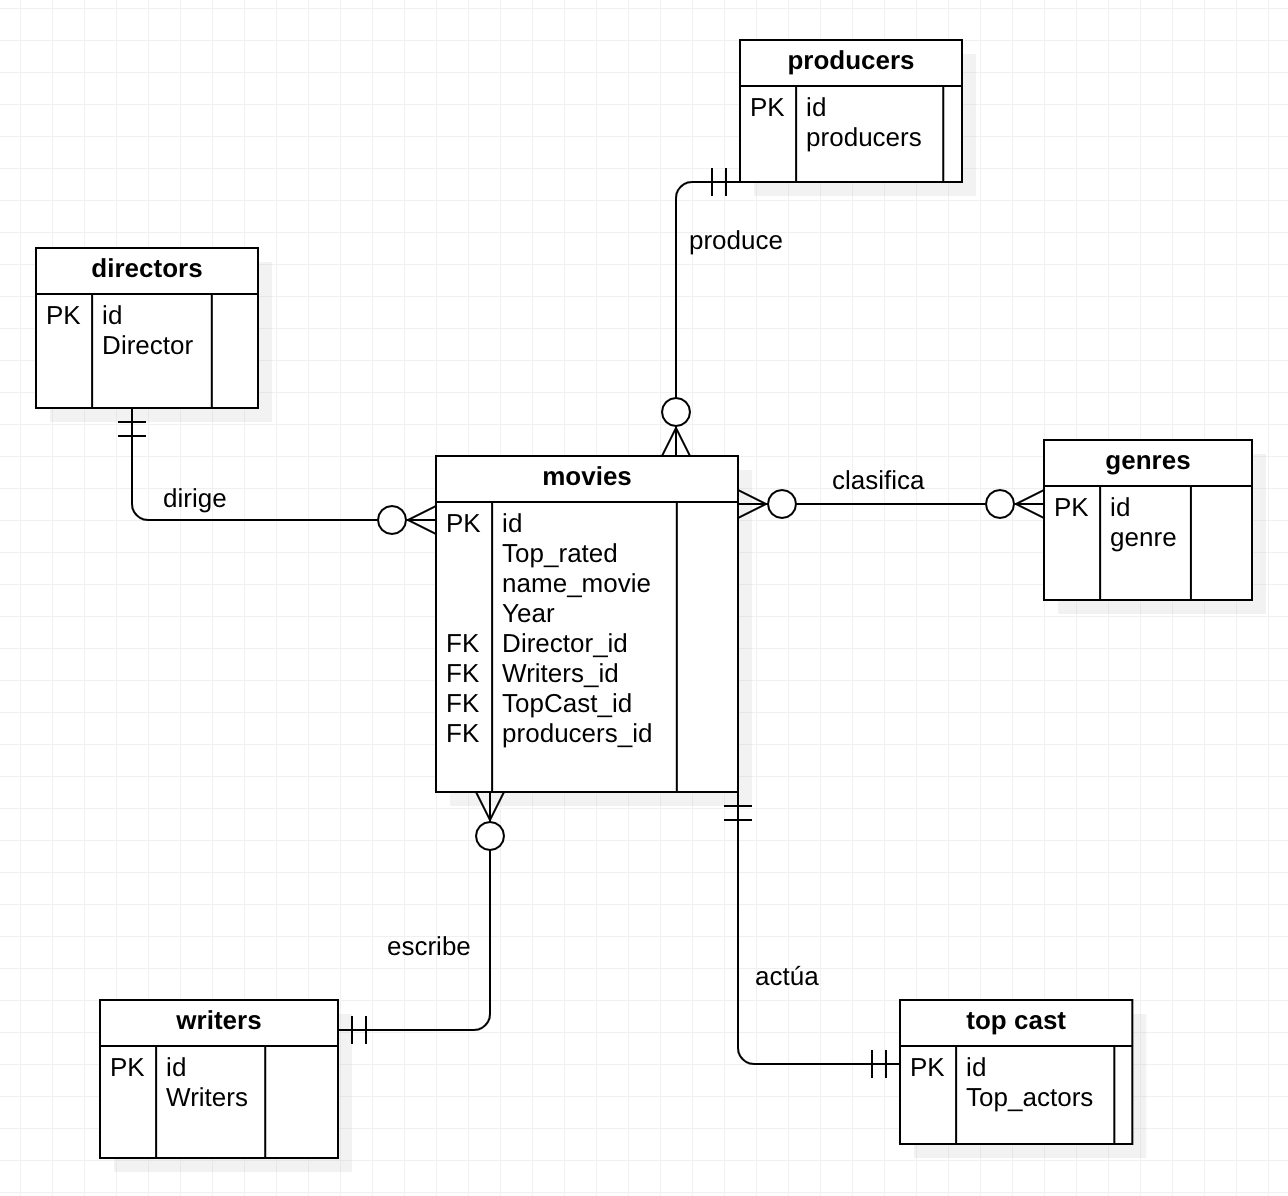 producers
PK id
producers
produce
directors
PK id
Director
dirige
movies
PK id
Top_rated
name_movie
Year
FK Director_id
FK Writers_id
FK TopCast_id
FK producers_id
clasifica
genres
PK id
genre
escribe
actúa
writers
PK id
Writers
top cast
PK id
Top_actors